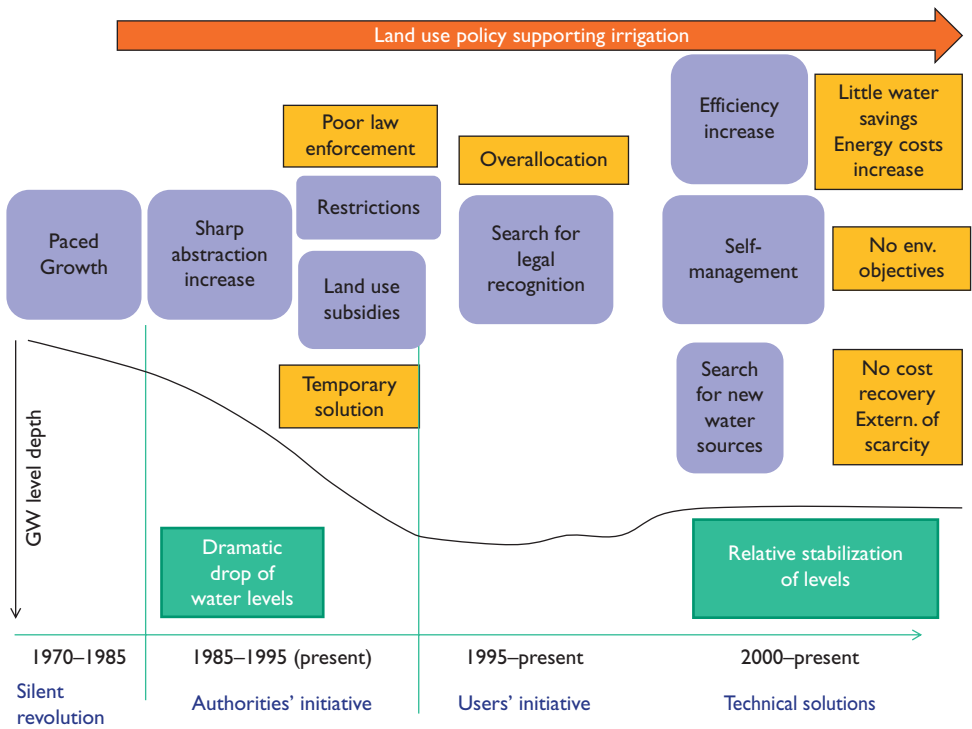 Land use policy supporting irrigation
Paced
Growth
Sharp
abstraction
increase
Poor law
enforcement
Restrictions
Land use
subsidies
Temporary
solution
Overallocation
Search for
legal
recognition
Efficiency
increase
Little water
savings
Energy costs
increase
Self-
management
No env.
objectives
Search
for new
water
sources
No cost
recovery
Extern. of
scarcity
GW level depth
Dramatic
drop of
water levels
Relative stabilization
of levels
1970–1985
1985–1995 (present)
1995–present
2000–present
Silent
revolution
Authorities’ initiative
Users’ initiative
Technical solutions